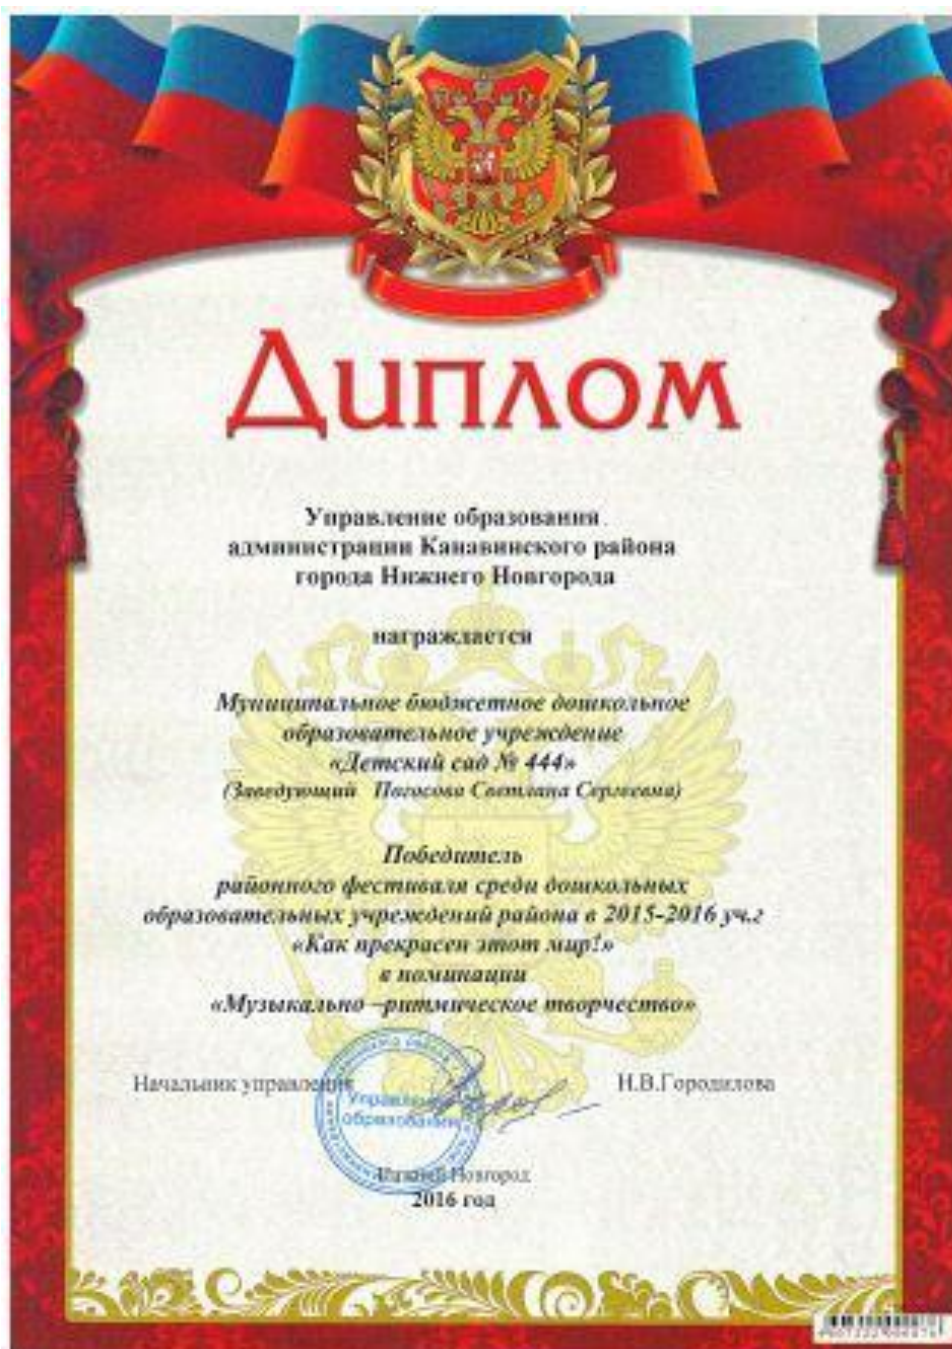 Диплом
Управление образования
администрации Канавинского района
города Нижнего Новгорода
награждается
Муниципальное бюджетное дошкольное
образовательное учреждение
«Детский сад № 444»
(Заведующий Погосова Светлана Сергеевна)
Победитель
районного фестиваля среди дошкольных
образовательных учреждений района в 2015-2016 уч.г
«Как прекрасен этот мир!»
в номинации
«Музыкально –ритмическое творчество»
Начальник управления
Н.В.Городилова
Управление
образования
Нижний Новгород
2016 год